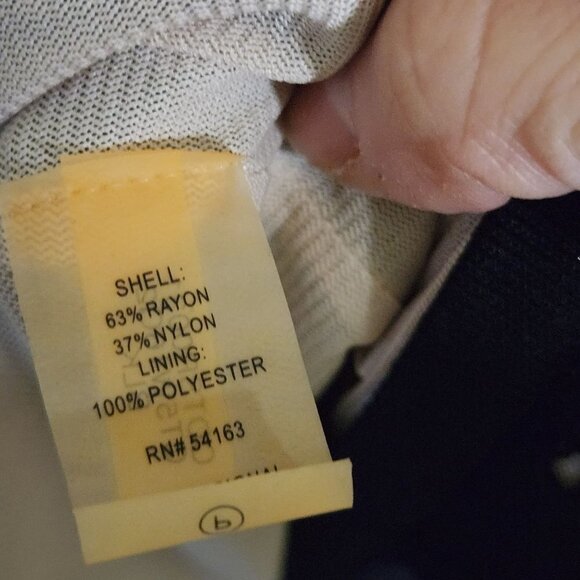 SHELL:
63% RAYON
37% NYLON
LINING:
100% POLYESTER
RN# 54163